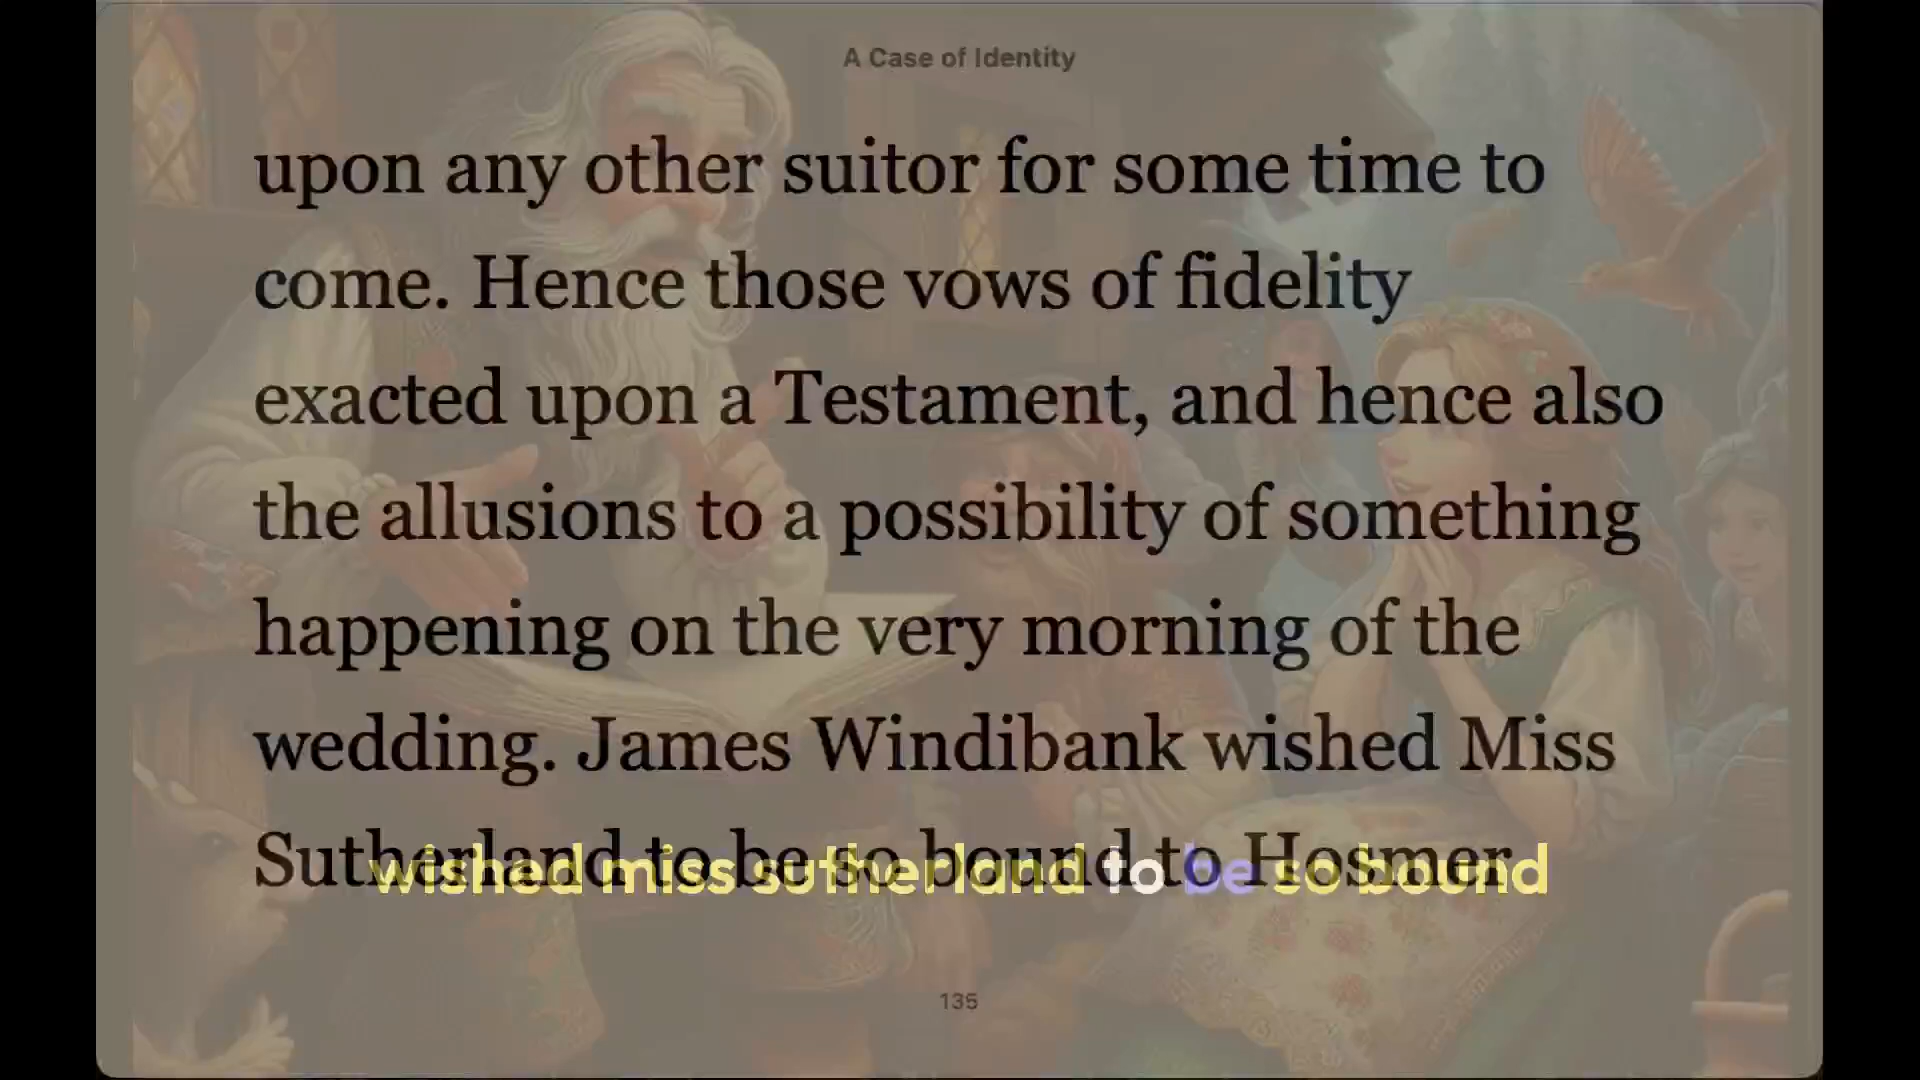 A Case of Identity
upon any other suitor for some time to
come. Hence those vows of fidelity
exacted upon a Testament, and hence also
the allusions to a possibility of something
happening on the very morning of the
wedding. James Windibank wished Miss
Sutherland to be so bound to Hosmer
wished miss sutherland to be so bound
135